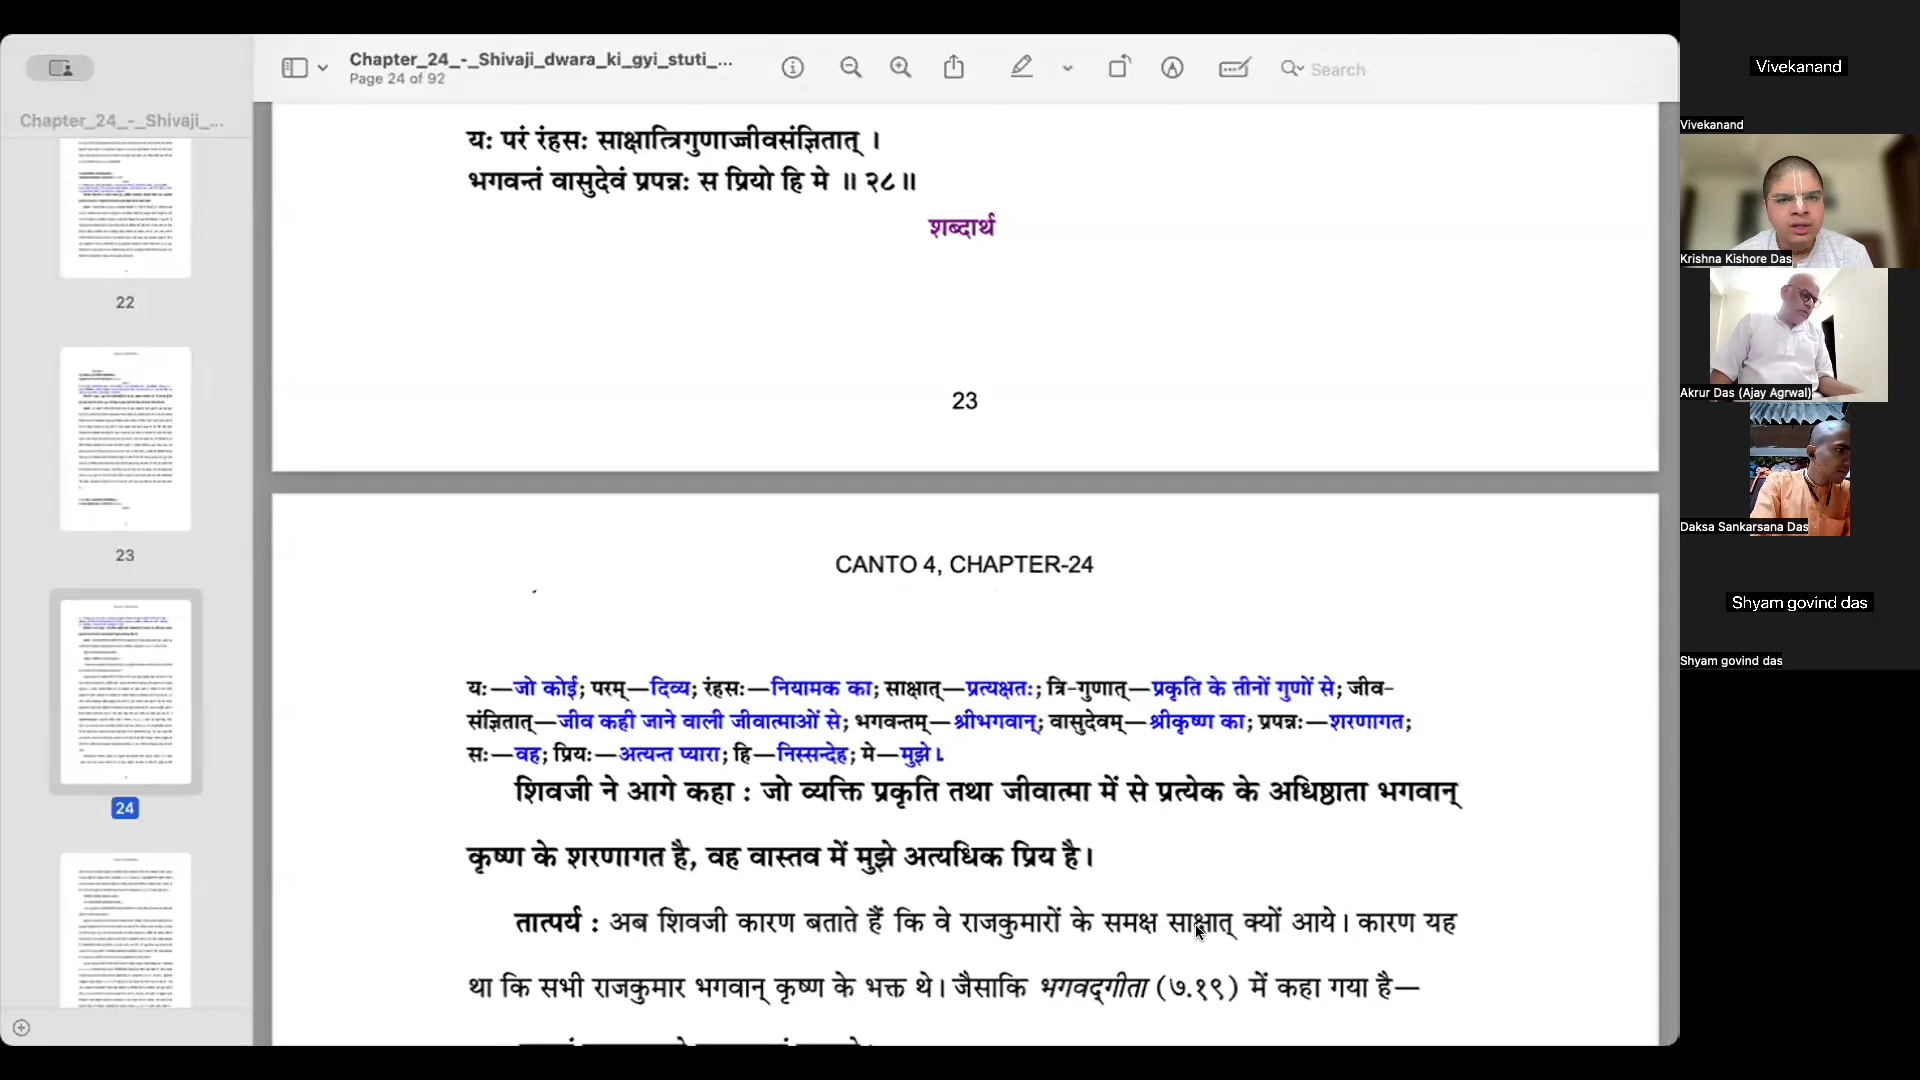 Chapter_24_-_Shivaji_dwara_ki_gyi_stuti_...
Page 24 of 92
Search
Chapter_24_-_Shivaji_...
22
23
24
यः परं रंहसः साक्षात्त्रिगुणाज्जीवसंज्ञितात् ।
भगवन्तं वासुदेवं प्रपन्नः स प्रियो हि मे ॥ २८॥
शब्दार्थ
23
CANTO 4, CHAPTER-24
यः—जो कोई; परम्—दिव्य; रंहसः—नियामक का; साक्षात्—प्रत्यक्षतः; त्रि-गुणात्—प्रकृति के तीनों गुणों से; जीव-
संज्ञितात्—जीव कही जाने वाली जीवात्माओं से; भगवन्तम्—श्रीभगवान्; वासुदेवम्—श्रीकृष्ण का; प्रपन्नः—शरणागत;
सः—वह; प्रियः—अत्यन्त प्यारा; हि—निस्सन्देह; मे—मुझे।.
शिवजी ने आगे कहा : जो व्यक्ति प्रकृति तथा जीवात्मा में से प्रत्येक के अधिष्ठाता भगवान्
कृष्ण के शरणागत है, वह वास्तव में मुझे अत्यधिक प्रिय है।
तात्पर्य : अब शिवजी कारण बताते हैं कि वे राजकुमारों के समक्ष साक्षात् क्यों आये। कारण यह
था कि सभी राजकुमार भगवान् कृष्ण के भक्त थे। जैसाकि भगवद्गीता (७.१९) में कहा गया है—
Vivekanand
Vivekanand
Krishna Kishore Das
Akrur Das (Ajay Agrwal)
Daksa Sankarsana Das
Shyam govind das
Shyam govind das